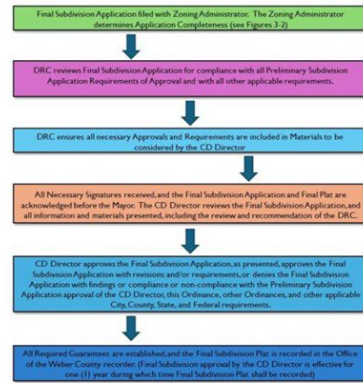 Final Subdivision Application filed with Zoning Administrator. The Zoning Administrator
determines Application Completeness (see Figures 3-2)
DRC reviews Final Subdivision Application for compliance with all Preliminary Subdivision
Application Requirements of Approval and with all other applicable requirements.
DRC ensures all necessary Approvals and Requirements are included in Materials to be
considered by the CD Director
All Necessary Signatures received, and the Final Subdivision Application and Final Plat are
acknowledged before the Mayor. The CD Director reviews the Final Subdivision Application, and
all information and materials presented, including the review and recommendation of the DRC.
CD Director approves the Final Subdivision Application, as presented, approves the Final
Subdivision Application with revisions and/or requirements, or denies the Final Subdivision
Application with findings or compliance or non-compliance with the Preliminary Subdivision
Application approval of the CD Director, this Ordinance, other Ordinances, and other applicable
City, County, State, and Federal requirements.
All Required Guarantees are established, and the Final Subdivision Plat is recorded in the Office
of the Weber County recorder. (Final Subdivision approval by the CD Director is effective for
one (1) year during which time Final Subdivision Plat shall be recorded)